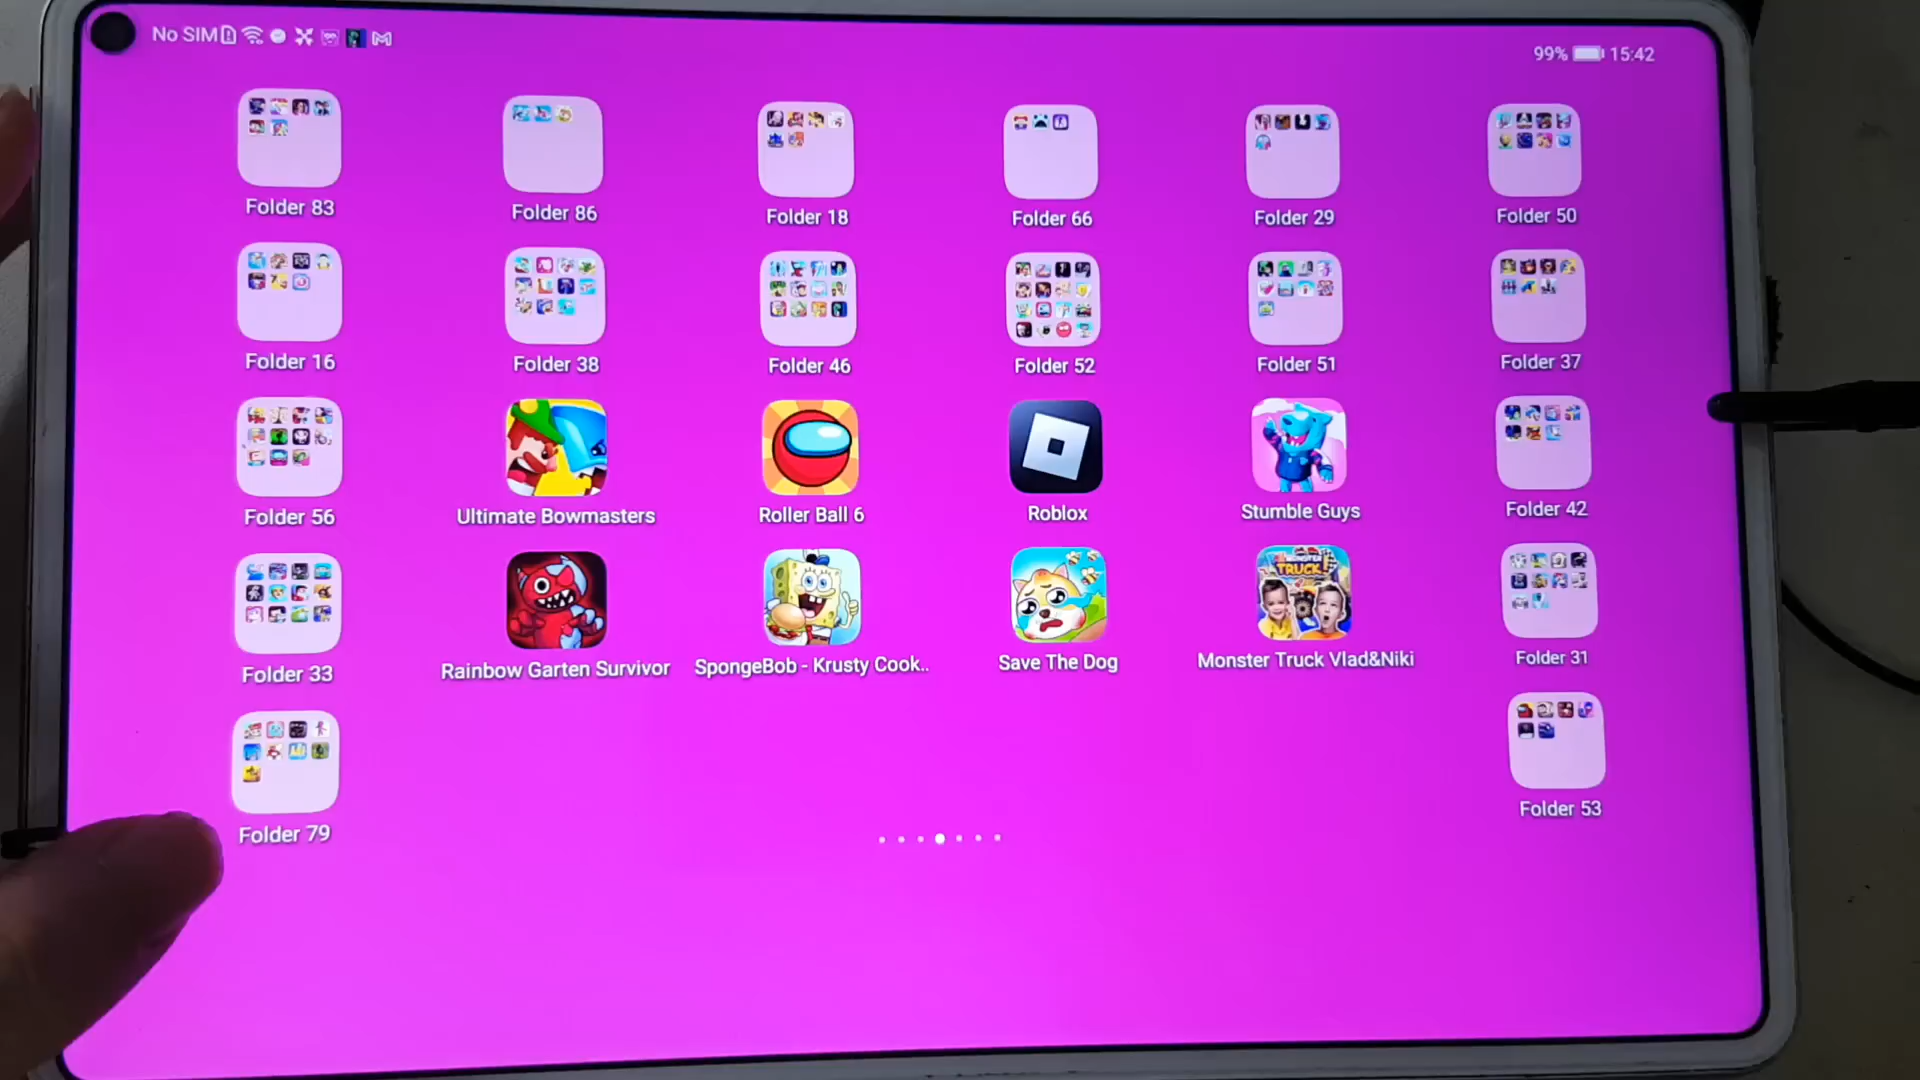 No SIM
99% 15:42
Folder 83
Folder 86
Folder 18
Folder 66
Folder 29
Folder 50
Folder 16
Folder 38
Folder 46
Folder 52
Folder 51
Folder 37
Folder 56
Ultimate Bowmasters
Roller Ball 6
Roblox
Stumble Guys
Folder 42
TRUCK
Folder 33
Rainbow Garten Survivor
SpongeBob - Krusty Cook..
Save The Dog
Monster Truck Vlad&Niki
Folder 31
Folder 79
Folder 53